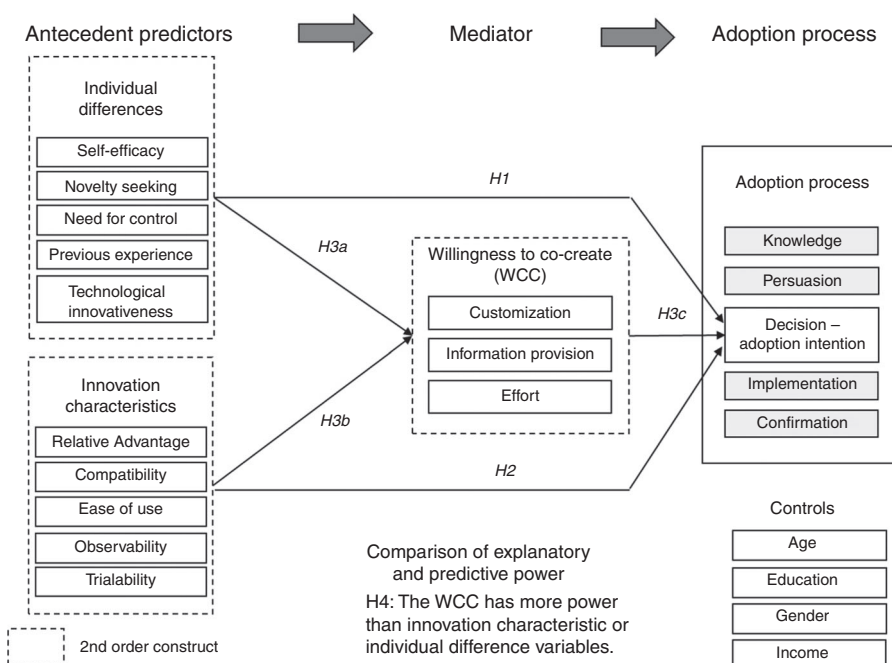 Antecedent predictors
Mediator
Adoption process
Individual
differences
Self-efficacy
Novelty seeking
Need for control
Previous experience
Technological
innovativeness
Innovation
characteristics
Relative Advantage
Compatibility
Ease of use
Observability
Trialability
2nd order construct
H1
H3a
H3b
H2
H3c
Willingness to co-create
(WCC)
Customization
Information provision
Effort
Adoption process
Knowledge
Persuasion
Decision –
adoption intention
Implementation
Confirmation
Comparison of explanatory
and predictive power
H4: The WCC has more power
than innovation characteristic or
individual difference variables.
Controls
Age
Education
Gender
Income